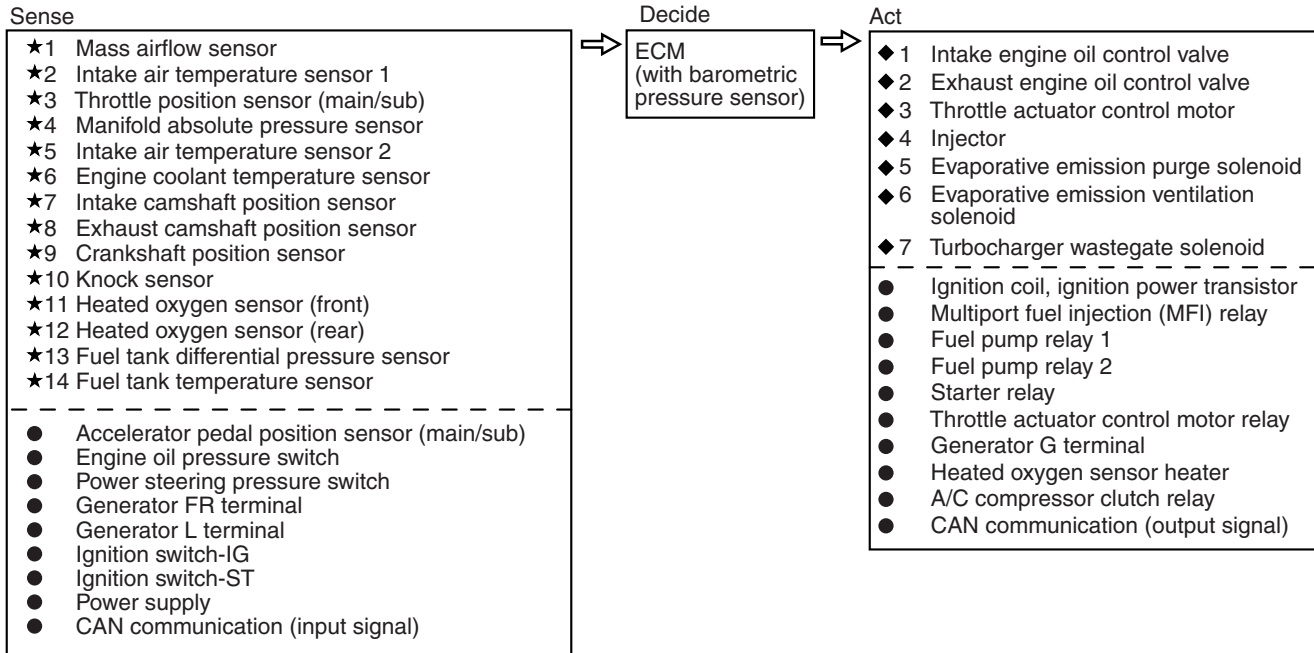 Sense
★1 Mass airflow sensor
★2 Intake air temperature sensor 1
★3 Throttle position sensor (main/sub)
★4 Manifold absolute pressure sensor
★5 Intake air temperature sensor 2
★6 Engine coolant temperature sensor
★7 Intake camshaft position sensor
★8 Exhaust camshaft position sensor
★9 Crankshaft position sensor
★10 Knock sensor
★11 Heated oxygen sensor (front)
★12 Heated oxygen sensor (rear)
★13 Fuel tank differential pressure sensor
★14 Fuel tank temperature sensor
● Accelerator pedal position sensor (main/sub)
● Engine oil pressure switch
● Power steering pressure switch
● Generator FR terminal
● Generator L terminal
● Ignition switch-IG
● Ignition switch-ST
● Power supply
● CAN communication (input signal)
Decide
ECM
(with barometric
pressure sensor)
Act
◆ 1 Intake engine oil control valve
◆ 2 Exhaust engine oil control valve
◆ 3 Throttle actuator control motor
◆ 4 Injector
◆ 5 Evaporative emission purge solenoid
◆ 6 Evaporative emission ventilation
solenoid
◆ 7 Turbocharger wastegate solenoid
● Ignition coil, ignition power transistor
● Multiport fuel injection (MFI) relay
● Fuel pump relay 1
● Fuel pump relay 2
● Starter relay
● Throttle actuator control motor relay
● Generator G terminal
● Heated oxygen sensor heater
● A/C compressor clutch relay
● CAN communication (output signal)